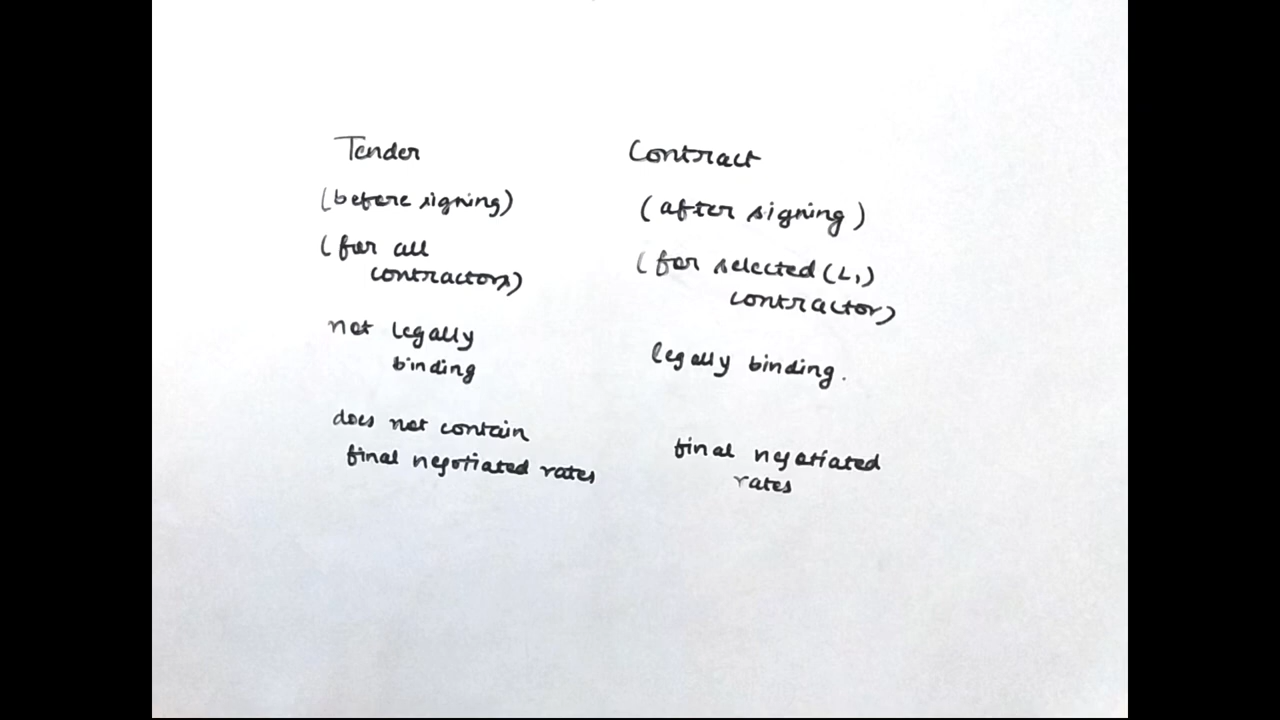 Tender
(before signing)
(for all
contractors)
not legally
binding
does not contain
final negotiated rates
Contract
(after signing)
(for selected (L1)
contractor)
legally binding.
final negotiated
rates